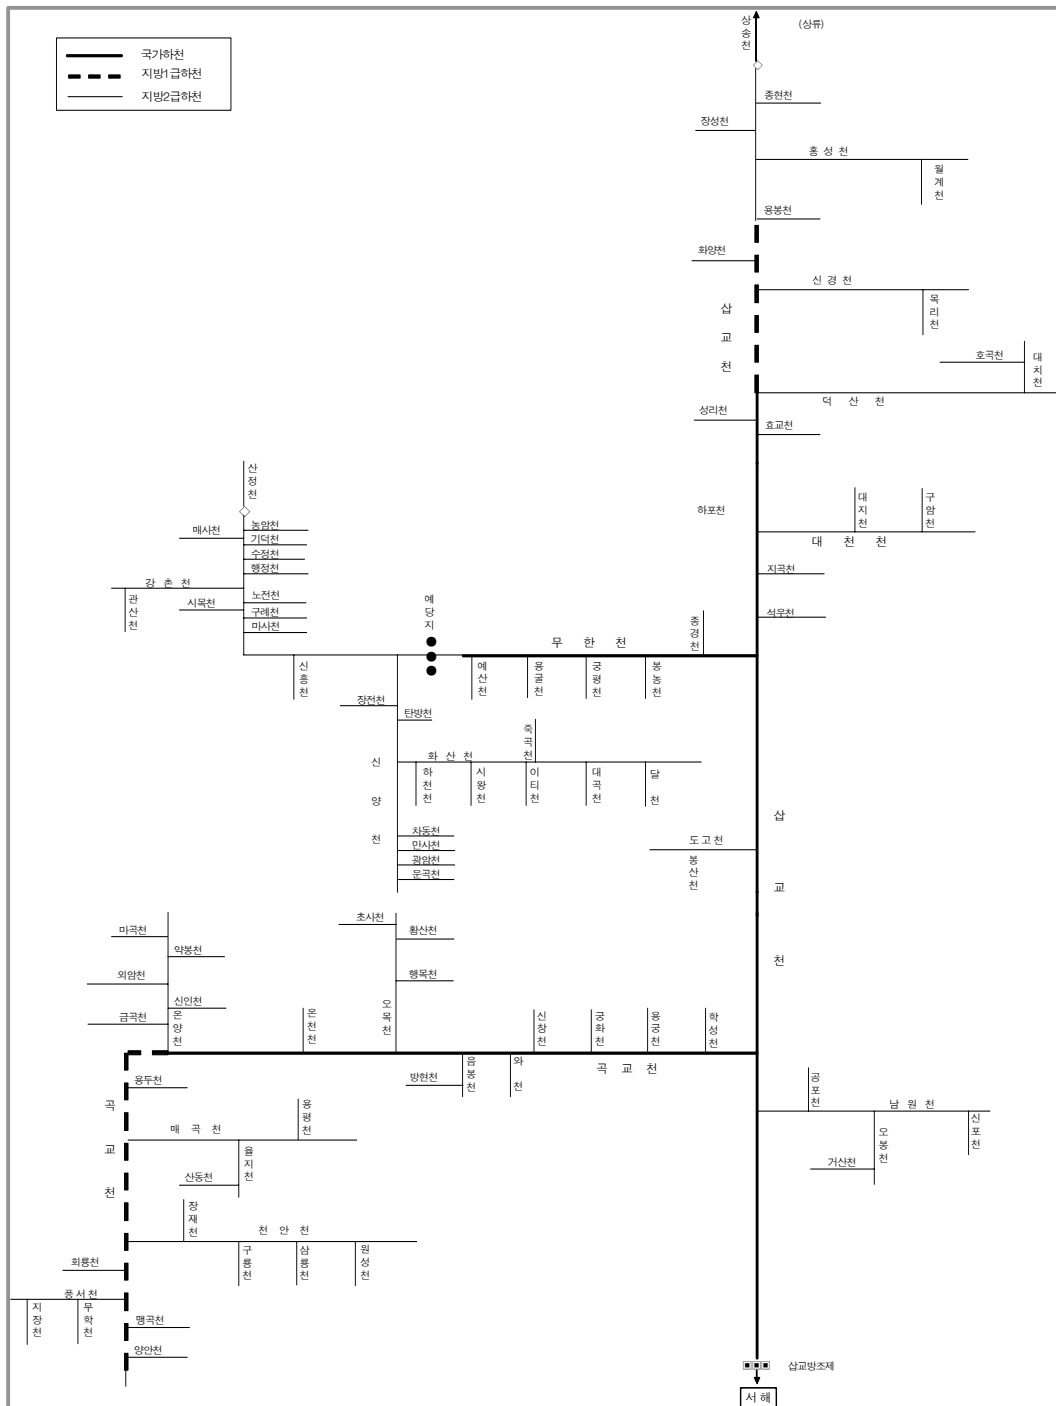 상송천
(상류)
국가하천
지방1급하천
지방2급하천
종현천
장성천
홍성천
월계천
용봉천
화양천
신경천
목리천
삽교천
호곡천
대치천
덕산천
성리천
효교천
산정천
하포천
대지천
구암천
대천천
매사천
농암천
기덕천
수정천
행정천
지곡천
강촌천
관산천
시목천
노전천
구례천
마사천
예당지
석우천
종경천
무한천
신흥천
예산천
용굴천
궁평천
봉농천
장전천
탄방천
죽곡천
화산천
신양천
하천천
시왕천
이티천
대곡천
달천
삽교천
차동천
만사천
광암천
운곡천
도고천
봉산천
마곡천
약봉천
초사천
황산천
외암천
행목천
신인천
금곡천
온양천
온천천
오목천
신창천
궁화천
용궁천
학성천
방현천
음봉천
와천
곡교천
용두천
곡교천
매곡천
용평천
율지천
산동천
공포천
남원천
오봉천
신포천
거산천
장재천
천안천
구룡천
삼룡천
원성천
회룡천
풍서천
지장천
무학천
맹곡천
양안천
삽교방조제
서해